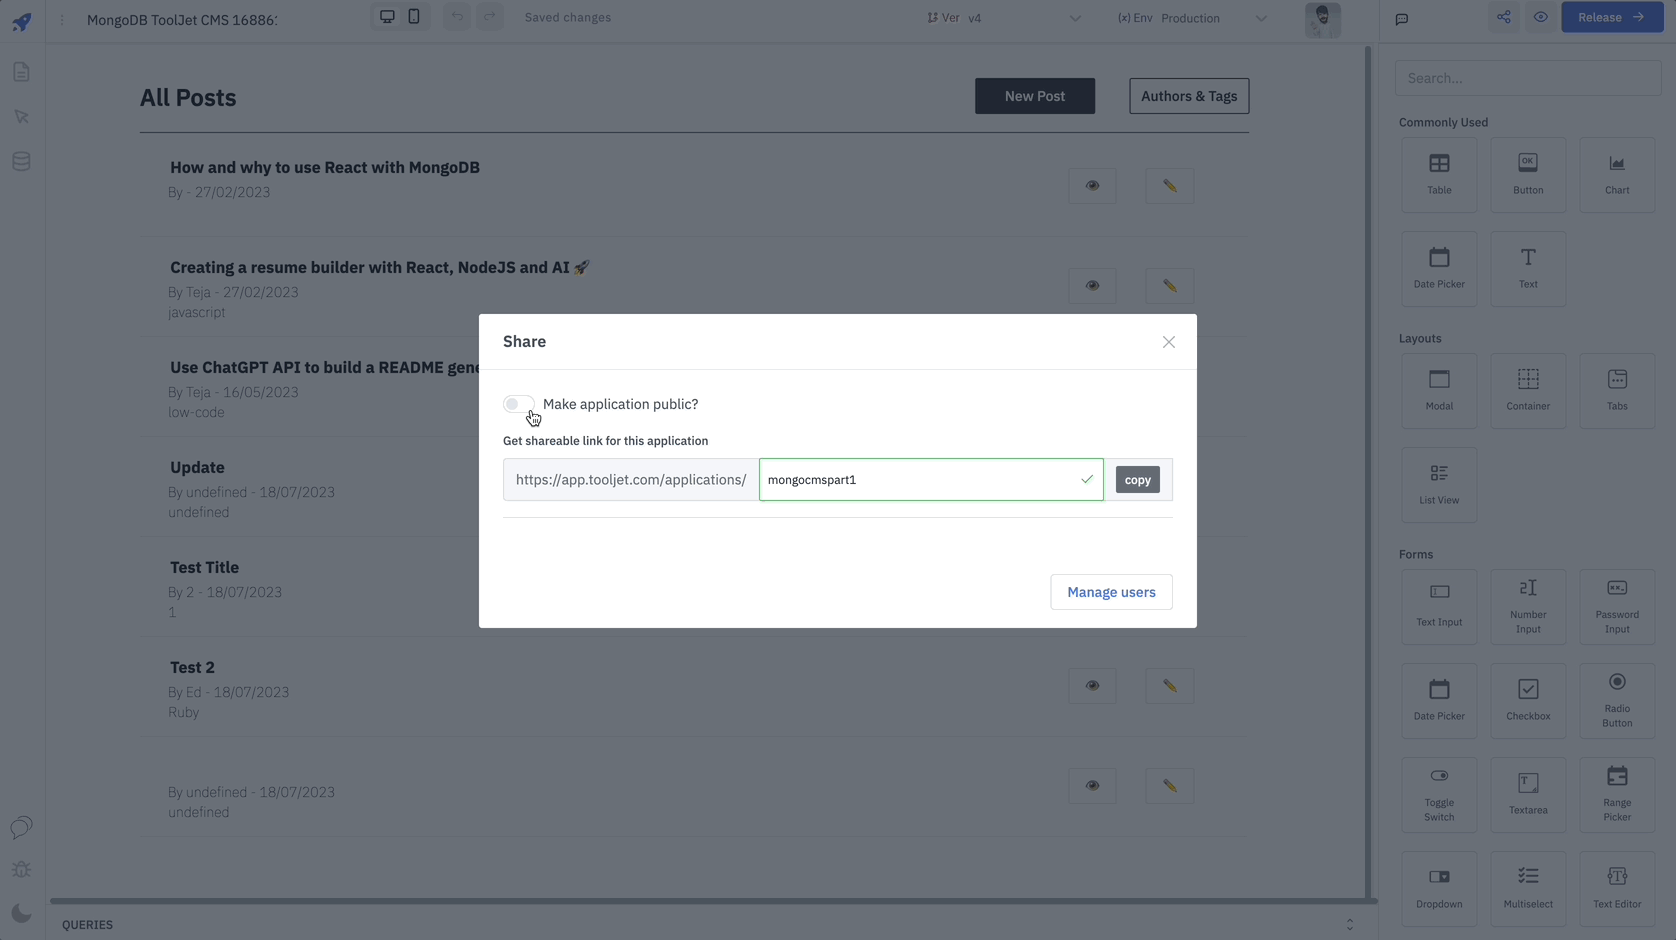 MongoDB ToolJet CMS 16886:
Saved changes
Ver v4
(x) Env Production
Release
Search...
All Posts
New Post
Authors & Tags
How and why to use React with MongoDB
By - 27/02/2023
Creating a resume builder with React, NodeJS and AI 🚀
By Teja - 27/02/2023
javascript
Use ChatGPT API to build a README gene
By Teja - 16/05/2023
low-code
Update
By undefined - 18/07/2023
undefined
Test Title
By 2 - 18/07/2023
1
Test 2
By Ed - 18/07/2023
Ruby
By undefined - 18/07/2023
undefined
Share
Make application public?
Get shareable link for this application
https://app.tooljet.com/applications/
mongocmspart1
copy
Manage users
Commonly Used
Table
OK
Button
Chart
Date Picker
Text
Layouts
Modal
Container
Tabs
List View
Forms
Text Input
Number
Input
Password
Input
Date Picker
Checkbox
Radio
Button
Toggle
Switch
Textarea
Range
Picker
Dropdown
Multiselect
Text Editor
QUERIES